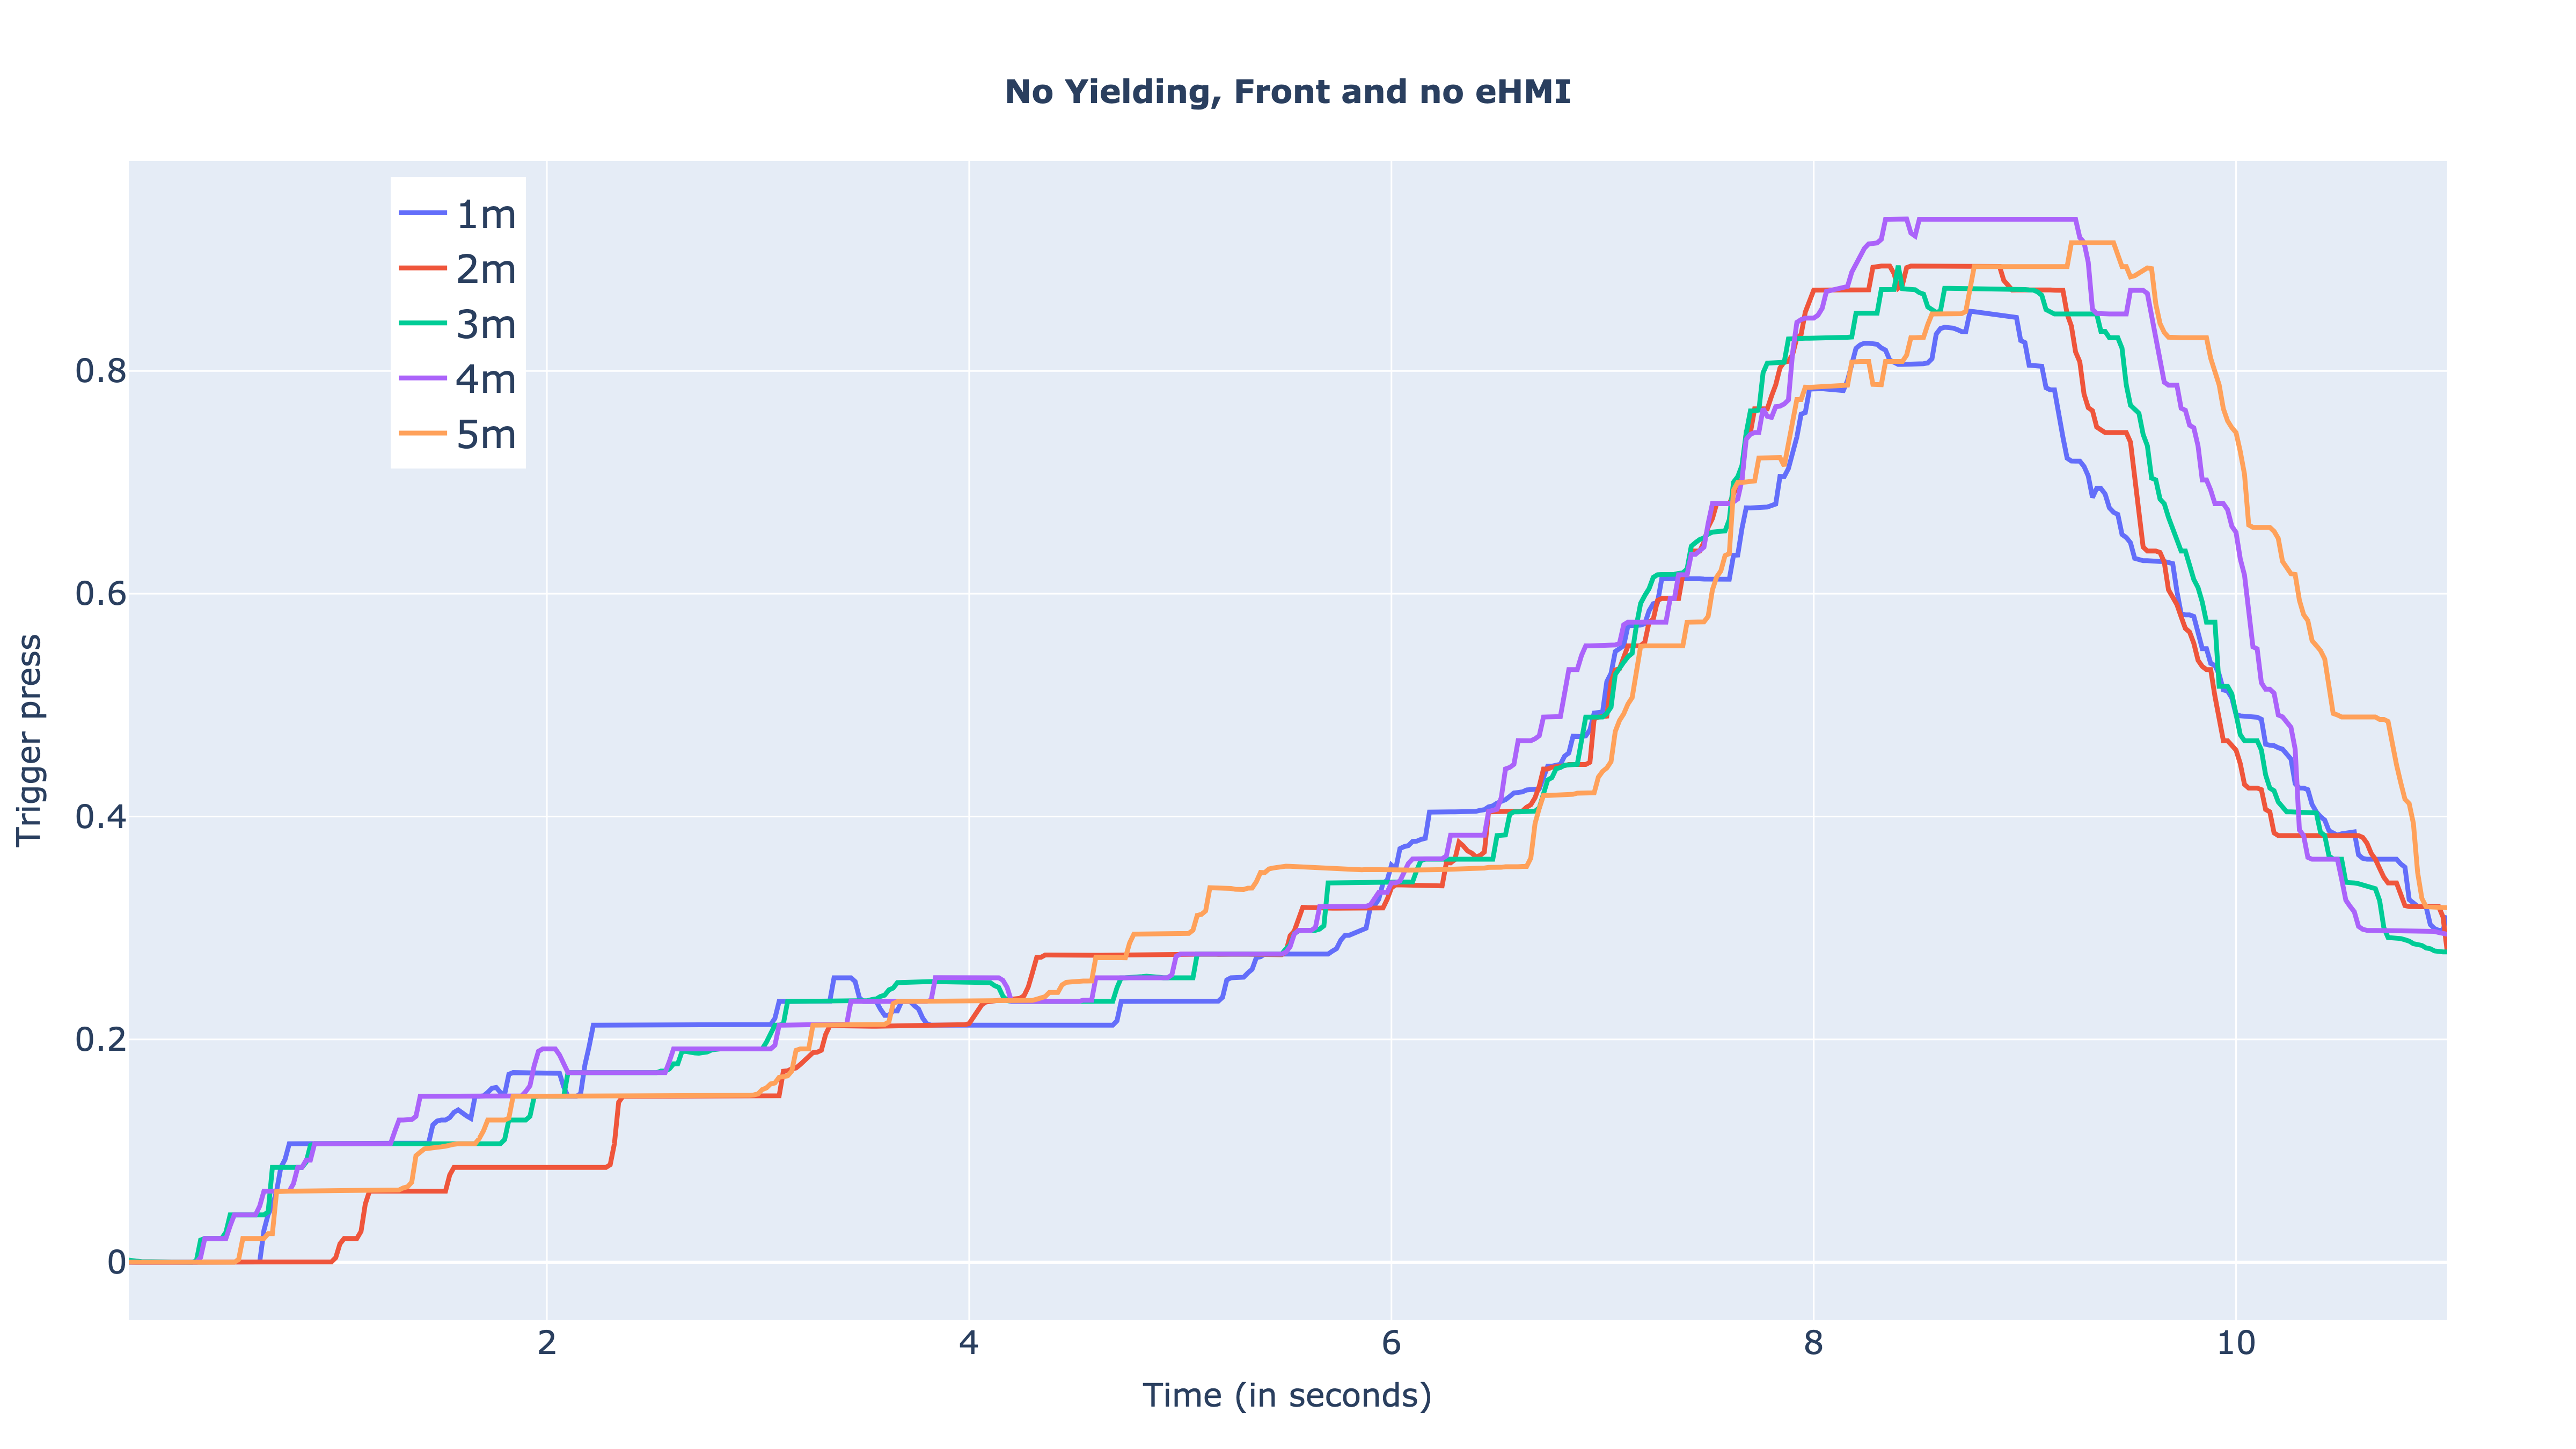 No Yielding, Front and no eHMI
1m
2m
3m
4m
5m
Trigger press
0.8
0.6
0.4
0.2
0
2 4 6 8 10
Time (in seconds)